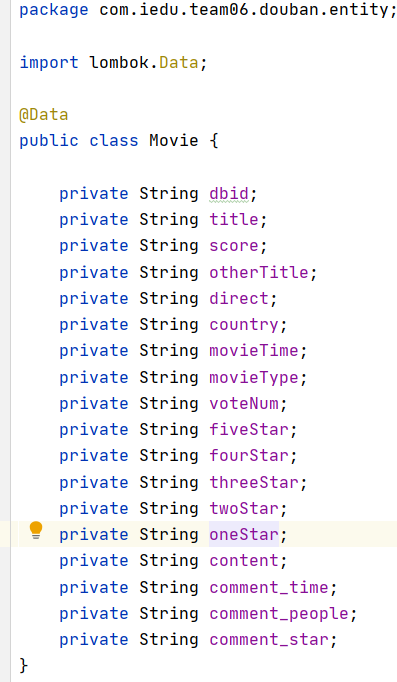 package com.iedu.team06.douban.entity;
import lombok.Data;
@Data
public class Movie {
private String dbid;
private String title;
private String score;
private String otherTitle;
private String direct;
private String country;
private String movieTime;
private String movieType;
private String voteNum;
private String fiveStar;
private String fourStar;
private String threeStar;
private String twoStar;
private String oneStar;
private String content;
private String comment_time;
private String comment_people;
private String comment_star;
}